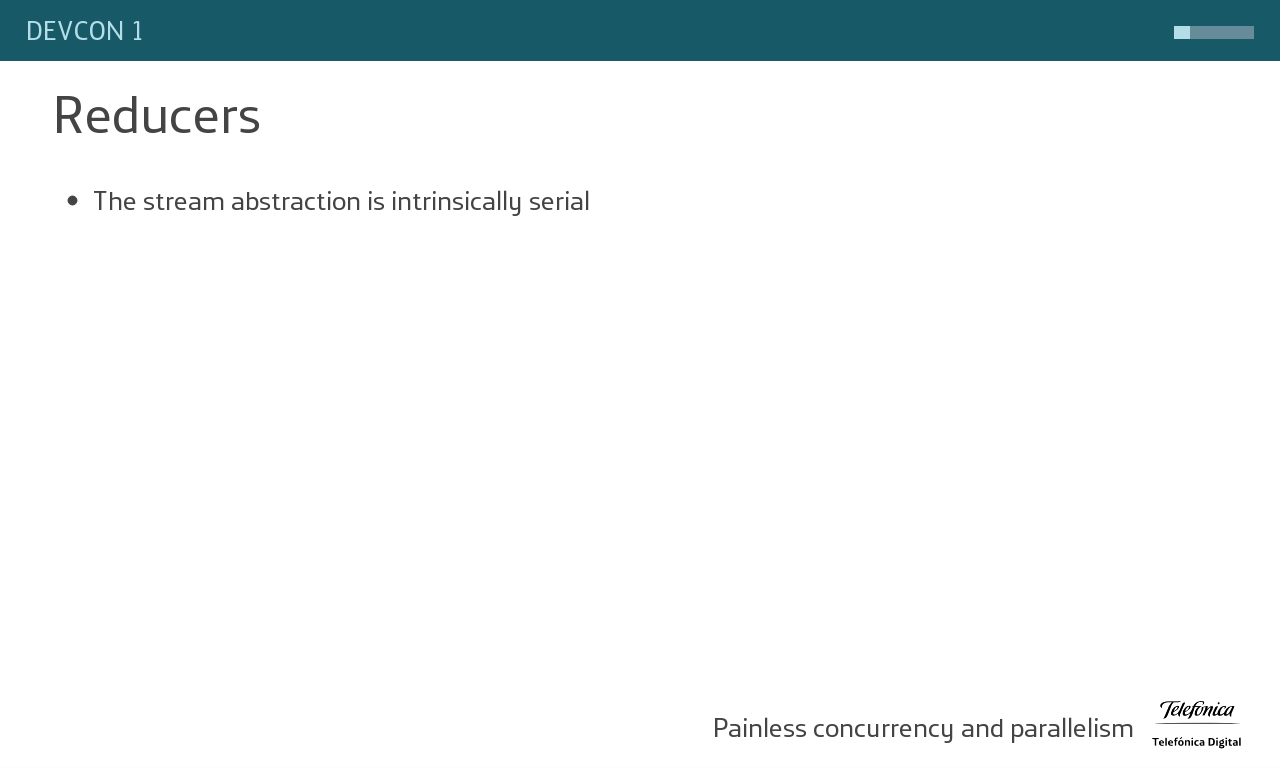 DEVCON 1
Reducers
• The stream abstraction is intrinsically serial
Painless concurrency and parallelism
Telefónica
Telefónica Digital